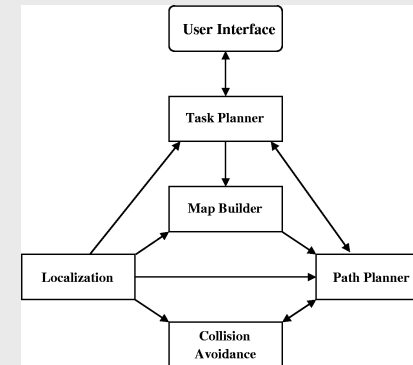 User Interface
Task Planner
Map Builder
Localization
Path Planner
Collision
Avoidance